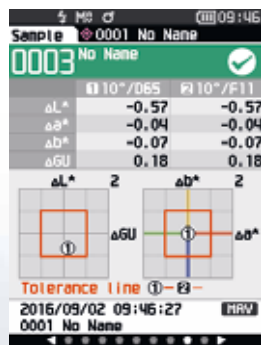 09:46
Sample 0001 No Name
0003 No Name
1 10°/D65 2 10°/F11
ΔL* -0.57 -0.57
Δa* -0.04 -0.04
Δb* -0.07 -0.07
ΔGU 0.18 0.18
ΔL* 2 Δb* 2
ΔGU Δa*
① ①
Tolerance line ①- 2 -
2016/09/02 09:46:27 MAV
0001 No Name